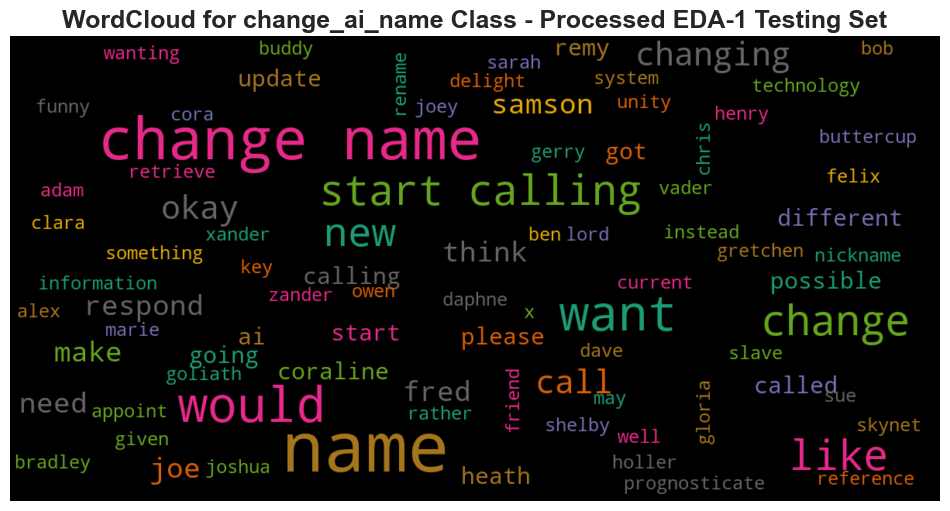 WordCloud for change_ai_name Class - Processed EDA-1 Testing Set
wanting buddy sarah remy changing bob
funny update rename delight system technology
cora joey samson unity henry
change name gerry got chris buttercup
retrieve
adam start calling vader felix
clara okay new ben lord instead different
something xander think gretchen nickname
information key calling current possible
alex respond zander owen daphne x want change
marie ai start please dave slave
make going
goliath coraline fred call may called sue
need appoint would rather friend shelby gloria skynet
given name well
bradley joe joshua heath holler like
prognosticate reference